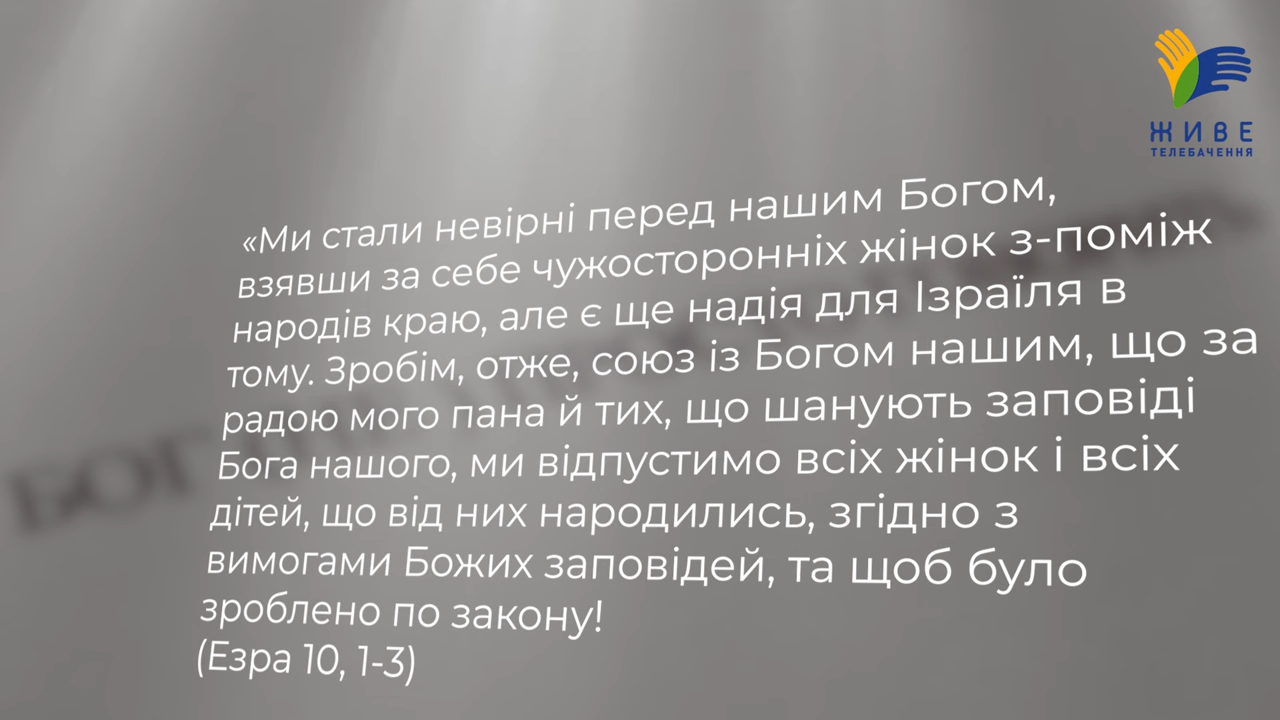 ЖИВЕ
ТЕЛЕБАЧЕННЯ
«Ми стали невірні перед нашим Богом,
взявши за себе чужосторонніх жінок з-поміж
народів краю, але є ще надія для Ізраїля в
тому. Зробім, отже, союз із Богом нашим, що за
радою мого пана й тих, що шанують заповіді
Бога нашого, ми відпустимо всіх жінок і всіх
дітей, що від них народились, згідно з
вимогами Божих заповідей, та щоб було
зроблено по закону!
(Езра 10, 1-3)
БОГ